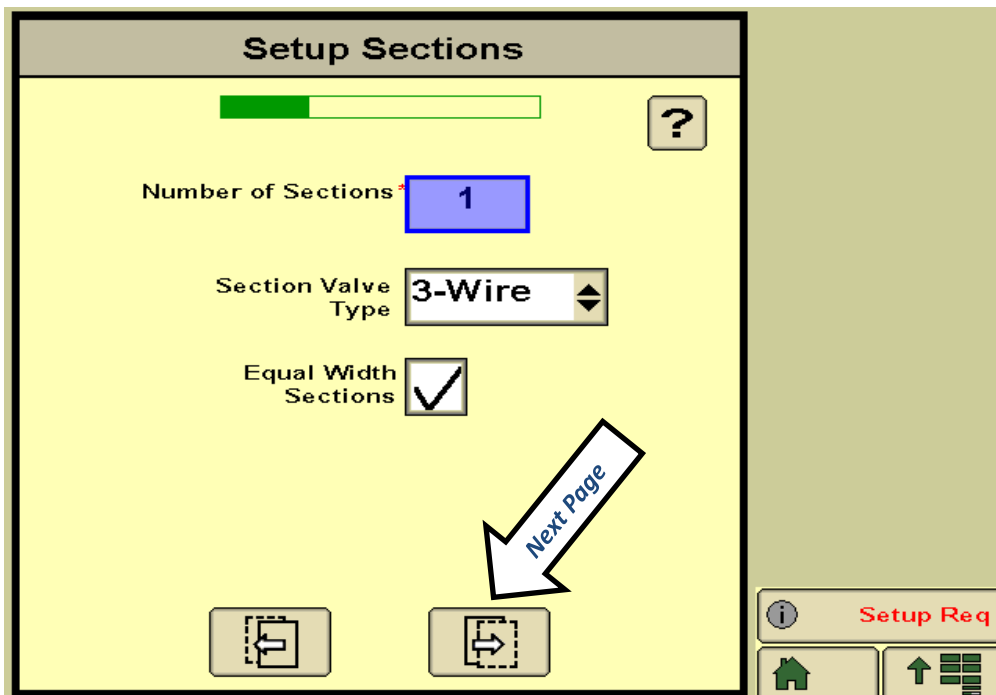 Setup Sections
?
Number of Sections*
1
Section Valve
Type
3-Wire
Equal Width
Sections
Next Page
i
Setup Req